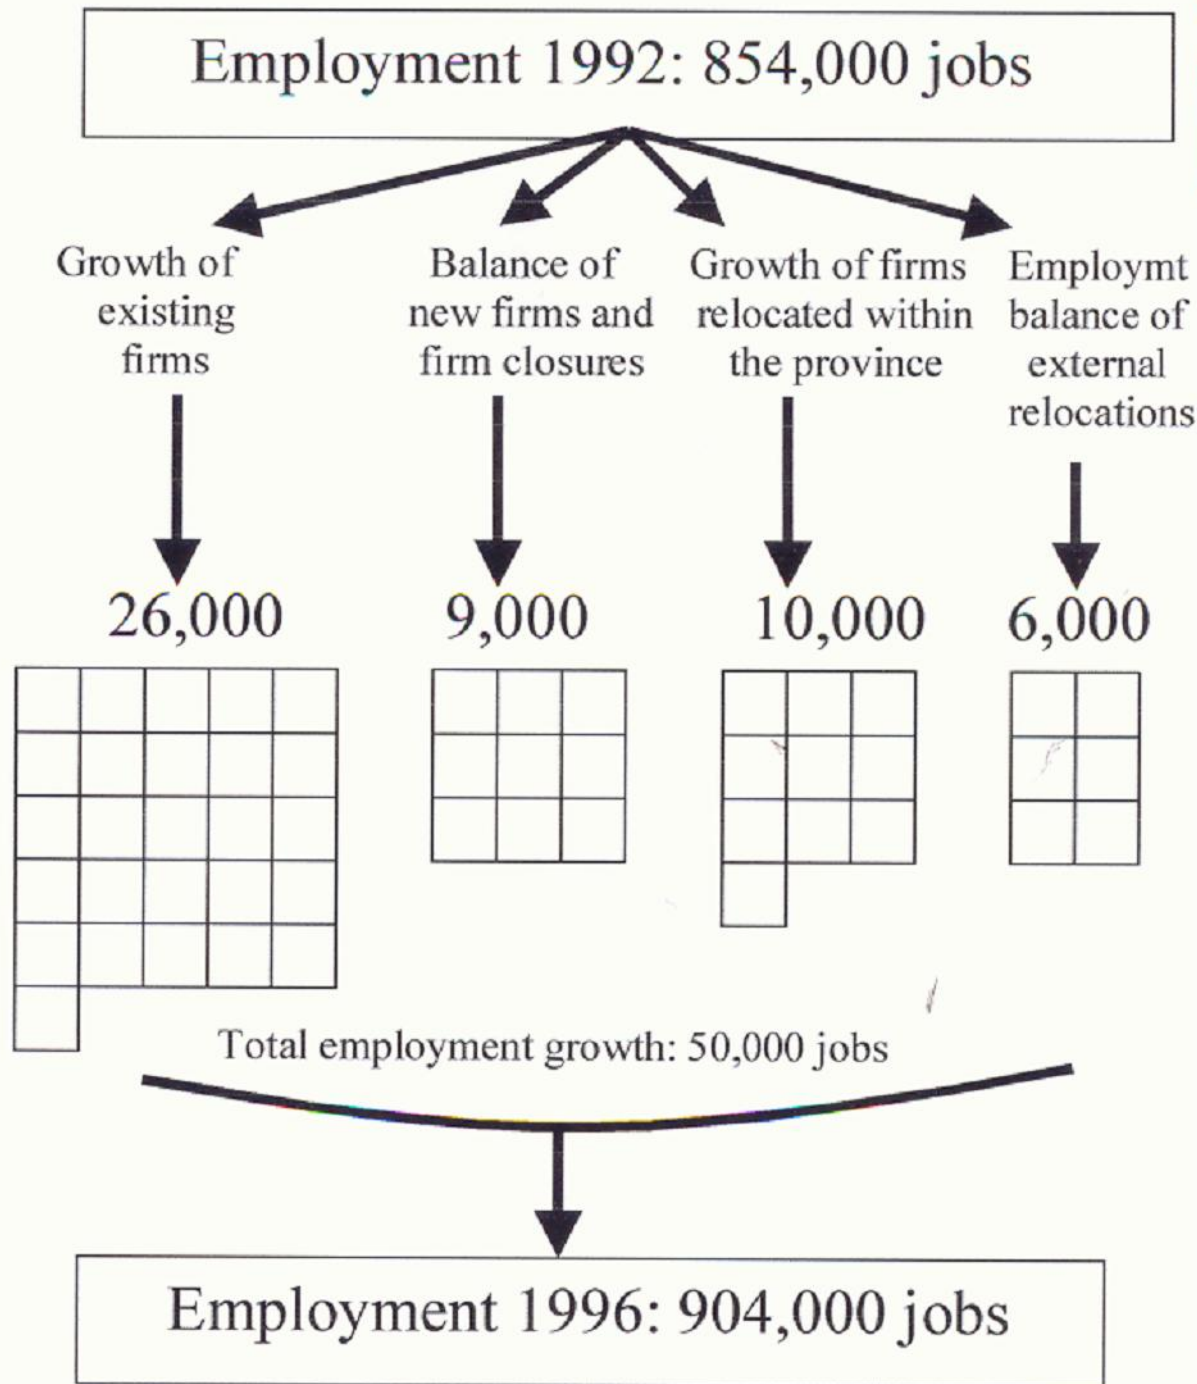 Employment 1992: 854,000 jobs
Growth of
existing
firms
Balance of
new firms and
firm closures
Growth of firms
relocated within
the province
Employmt
balance of
external
relocations
26,000
9,000
10,000
6,000
Total employment growth: 50,000 jobs
Employment 1996: 904,000 jobs